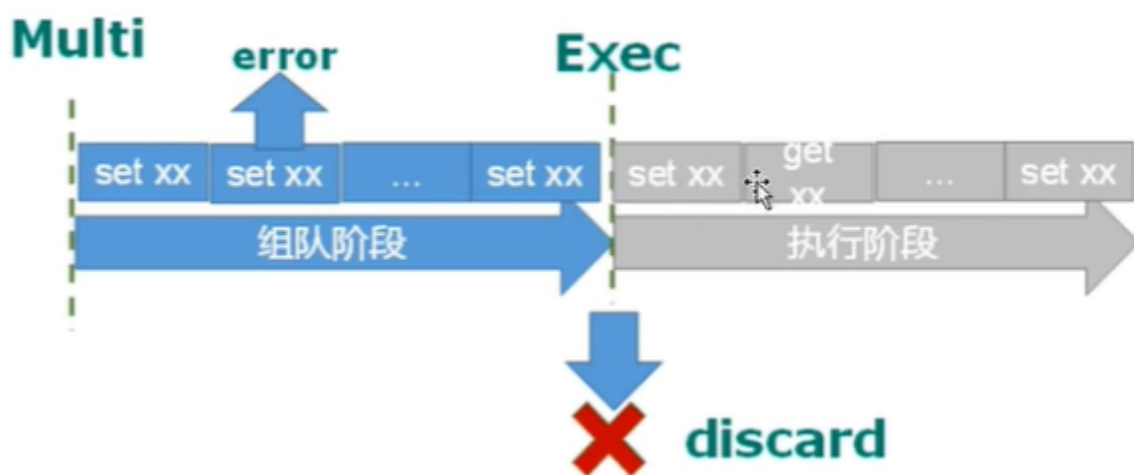 Multi
error
Exec
set xx
set xx
...
set xx
set xx
get
xx
...
set xx
组队阶段
执行阶段
discard